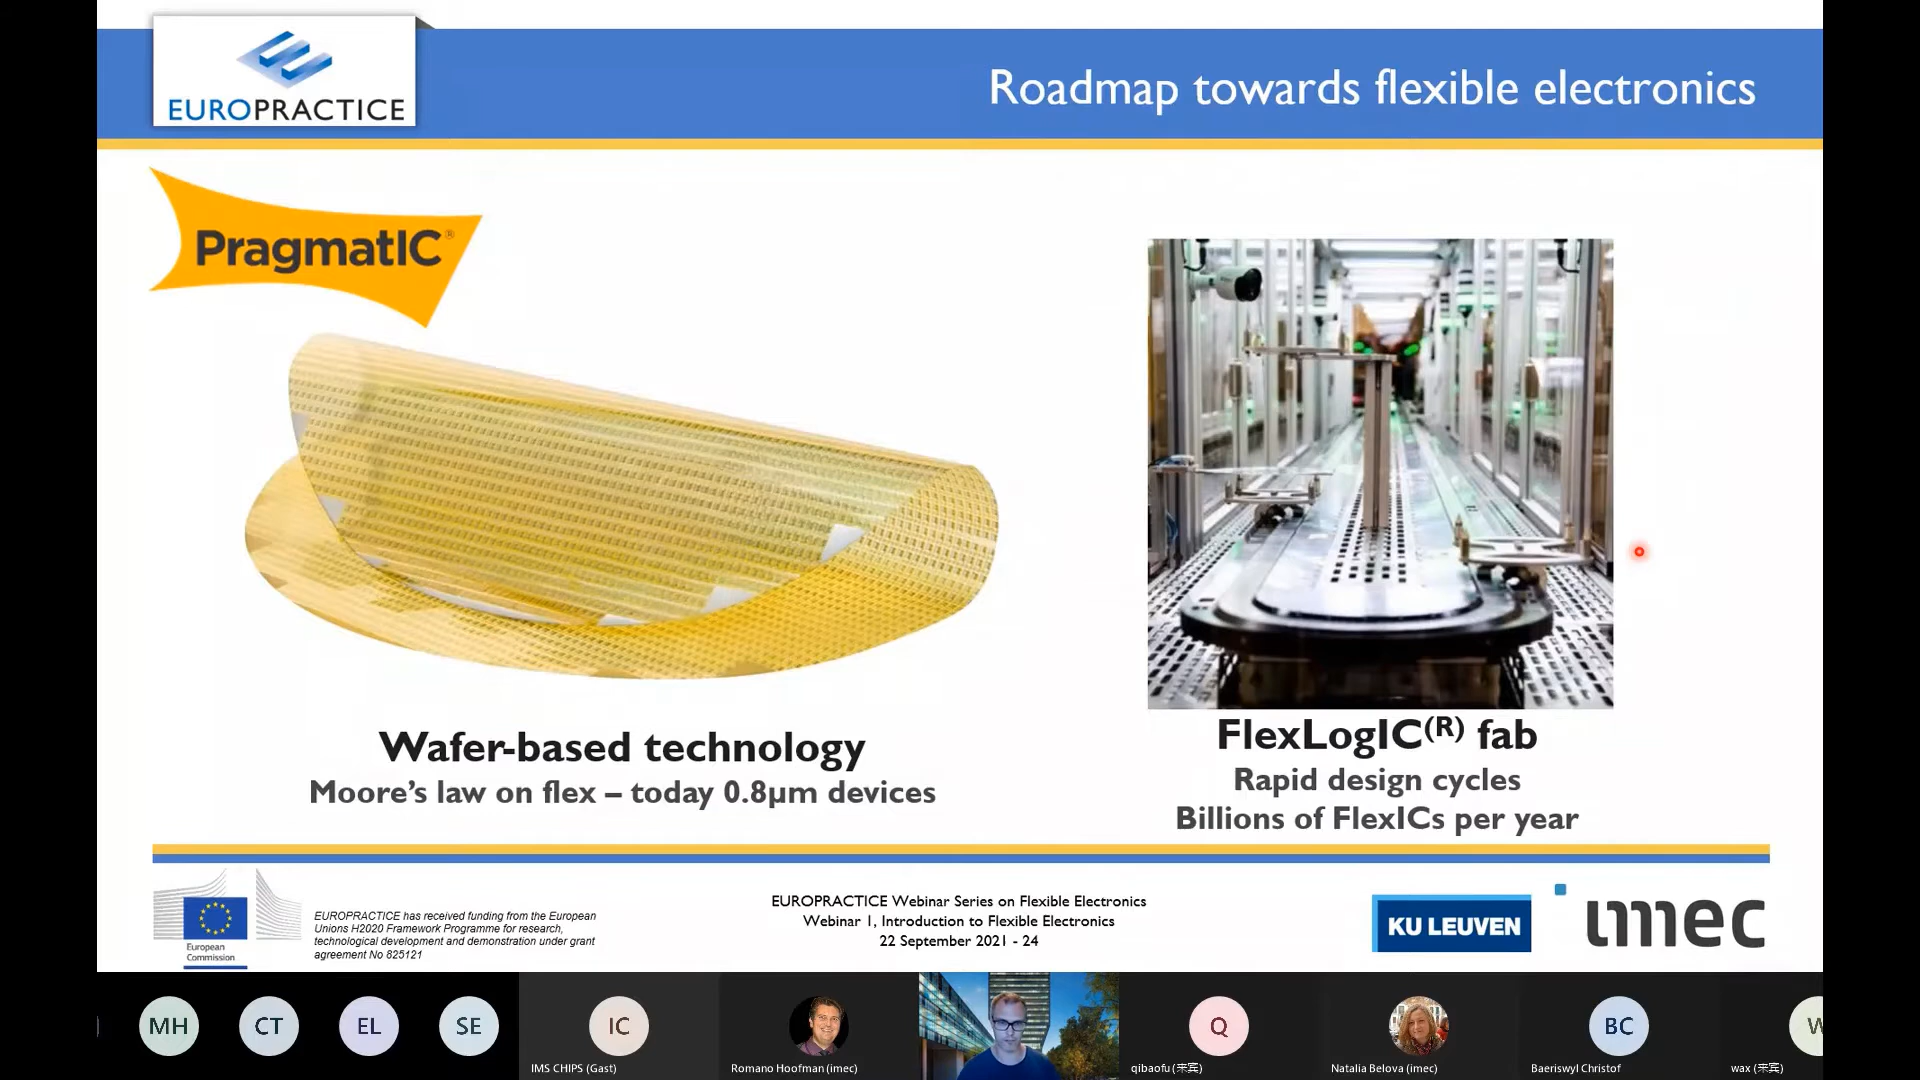 EUROPRACTICE
Roadmap towards flexible electronics
PragmatIC®
Wafer-based technology
Moore's law on flex – today 0.8µm devices
FlexLogIC(R) fab
Rapid design cycles
Billions of FlexICs per year
European
Commission
EUROPRACTICE has received funding from the European
Unions H2020 Framework Programme for research,
technological development and demonstration under grant
agreement No 825121
EUROPRACTICE Webinar Series on Flexible Electronics
Webinar 1, Introduction to Flexible Electronics
22 September 2021 - 24
KU LEUVEN
imec
MH
CT
EL
SE
IC
Q
BC
W
IMS CHIPS (Gast)
Romano Hoofman (imec)
qibaofu (来宾)
Natalia Belova (imec)
Baeriswyl Christof
wax (来宾)